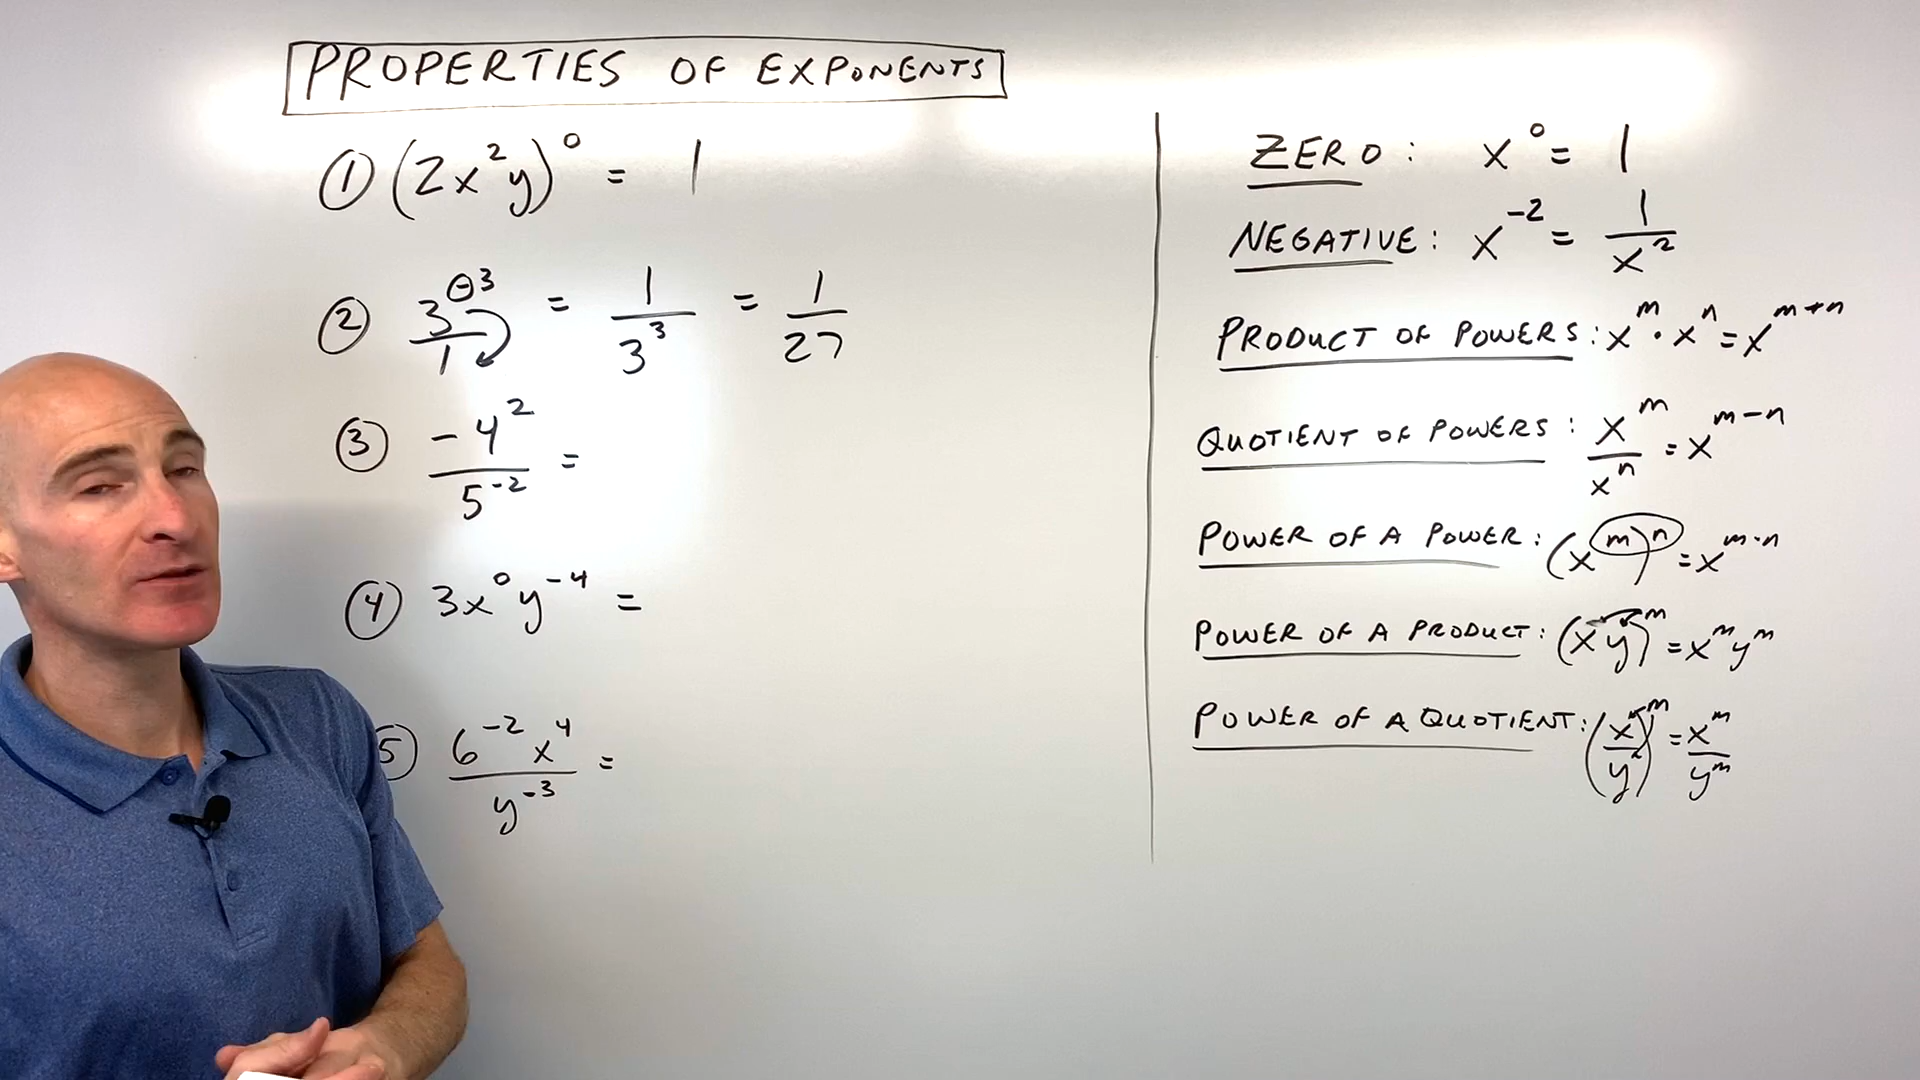 PROPERTIES OF EXPONENTS
① (2x²y)⁰ = 1
② 3⁻³/1 = 1/3³ = 1/27
③ -4²/5⁻² =
④ 3x⁰y⁻⁴ =
5 6⁻²x⁴/y⁻³ =
ZERO: x⁰ = 1
NEGATIVE: x⁻² = 1/x²
PRODUCT OF POWERS: xᵐ · xⁿ = xᵐ⁺ⁿ
QUOTIENT OF POWERS: xᵐ/xⁿ = xᵐ⁻ⁿ
POWER OF A POWER: (xᵐ)ⁿ = xᵐ·ⁿ
POWER OF A PRODUCT: (xy)ᵐ = xᵐyᵐ
POWER OF A QUOTIENT: (x/y)ᵐ = xᵐ/yᵐ